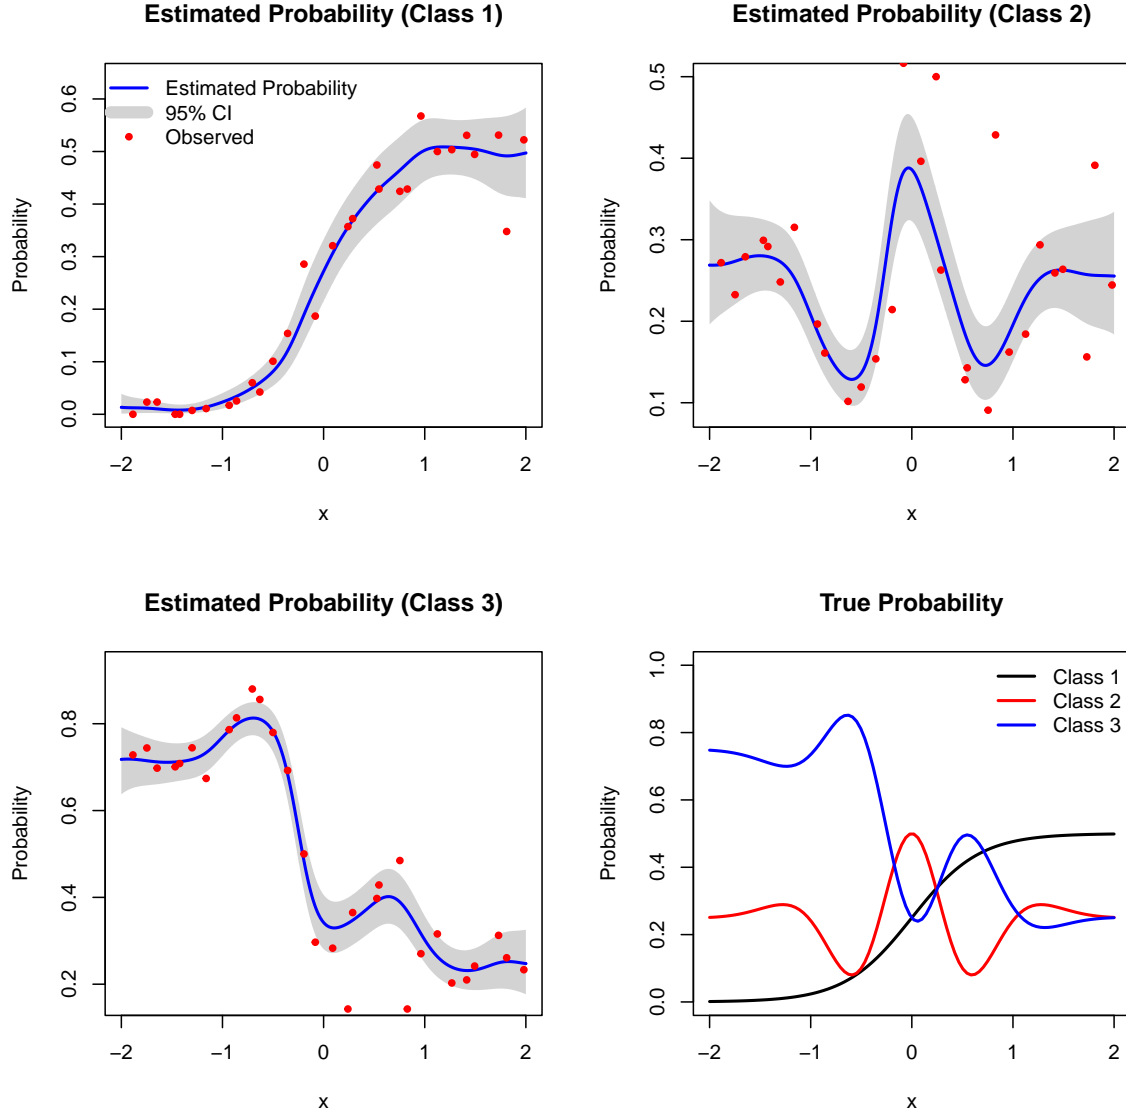 Estimated Probability (Class 1)
Probability
0.0 0.1 0.2 0.3 0.4 0.5 0.6
Estimated Probability
95% CI
Observed
−2 −1 0 1 2
x
Estimated Probability (Class 2)
Probability
0.1 0.2 0.3 0.4 0.5
−2 −1 0 1 2
x
Estimated Probability (Class 3)
Probability
0.2 0.4 0.6 0.8
−2 −1 0 1 2
x
True Probability
Probability
0.0 0.2 0.4 0.6 0.8 1.0
Class 1
Class 2
Class 3
−2 −1 0 1 2
x